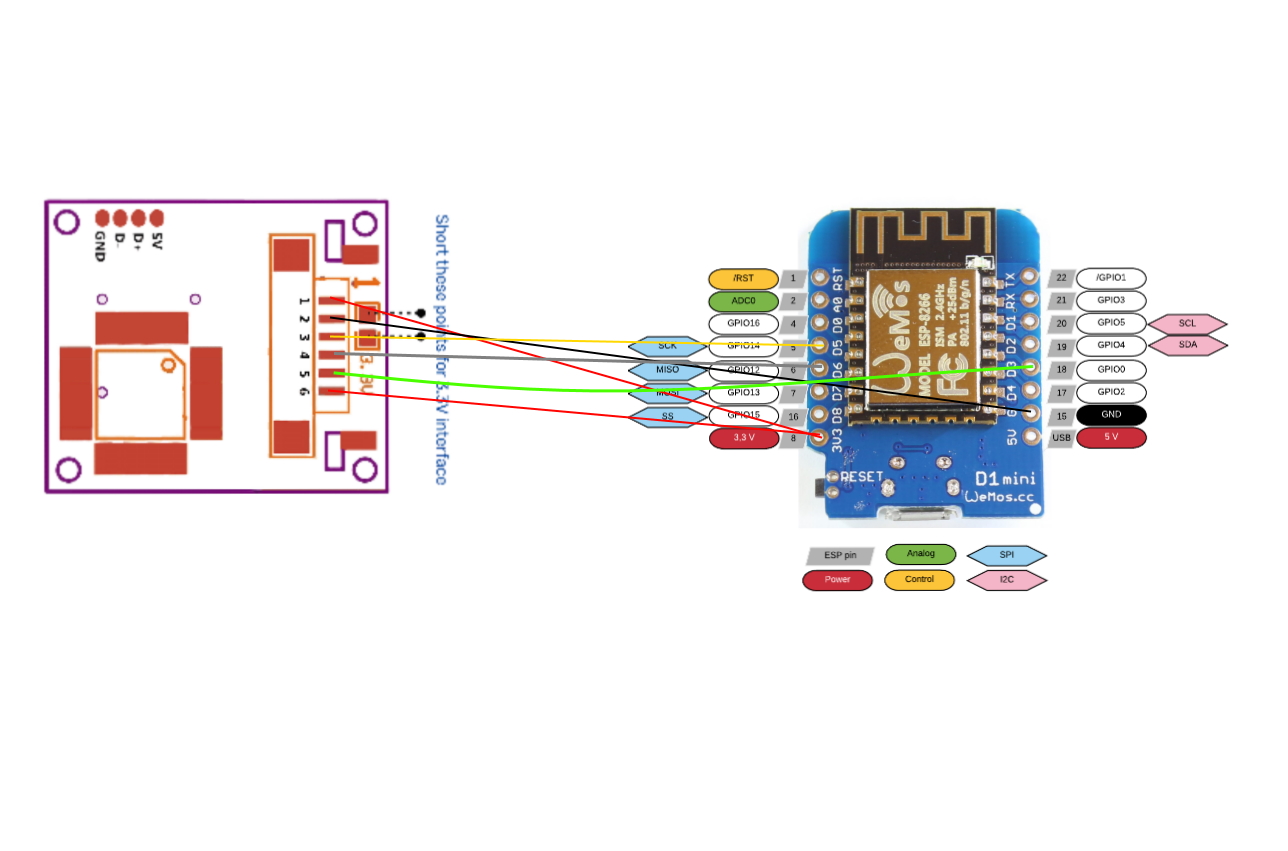 GND
D-
D+
5V
1
2
3
4
5
6
1
3.3V
Short these points for 3.3V interface
/RST
1
ADC0
2
GPIO16
4
SCK
GPIO14
5
MISO
GPIO12
6
MOSI
GPIO13
7
SS
GPIO15
16
3,3 V
8
RST
A0
D0
D5
D6
D7
D8
3V3
WeMos
MODEL ESP-8266
ISM 2.4GHz
PA +25dBm
802.11 b/g/n
FC
TX
RX
D1
D2
D3
D4
G
5V
22
/GPIO1
21
GPIO3
20
GPIO5
SCL
19
GPIO4
SDA
18
GPIO0
17
GPIO2
15
GND
USB
5 V
RESET
D1 mini
WeMos.cc
ESP pin
Analog
SPI
Power
Control
I2C